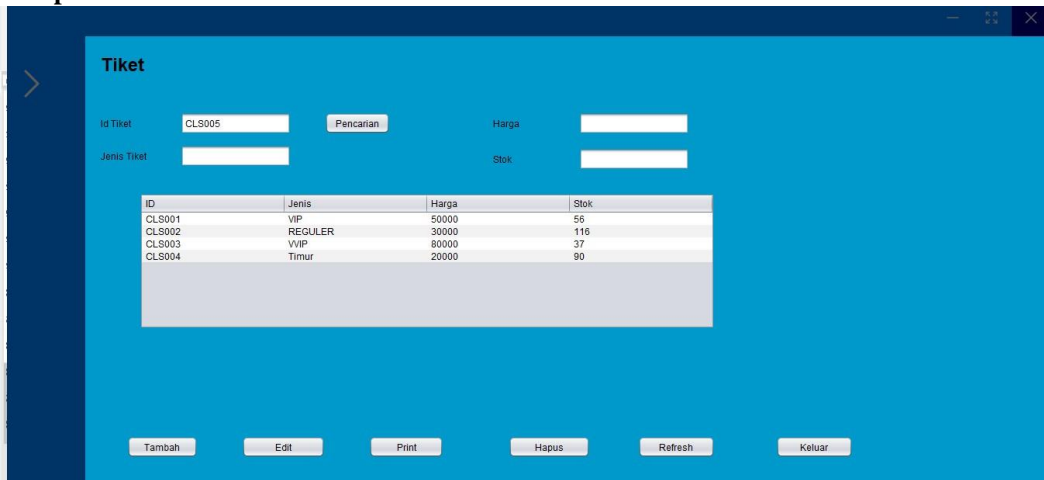 Tiket
Id Tiket CLS005 Pencarian Harga
Jenis Tiket Stok
ID Jenis Harga Stok
CLS001 VIP 50000 56
CLS002 REGULER 30000 116
CLS003 VVIP 80000 37
CLS004 Timur 20000 90
Tambah Edit Print Hapus Refresh Keluar